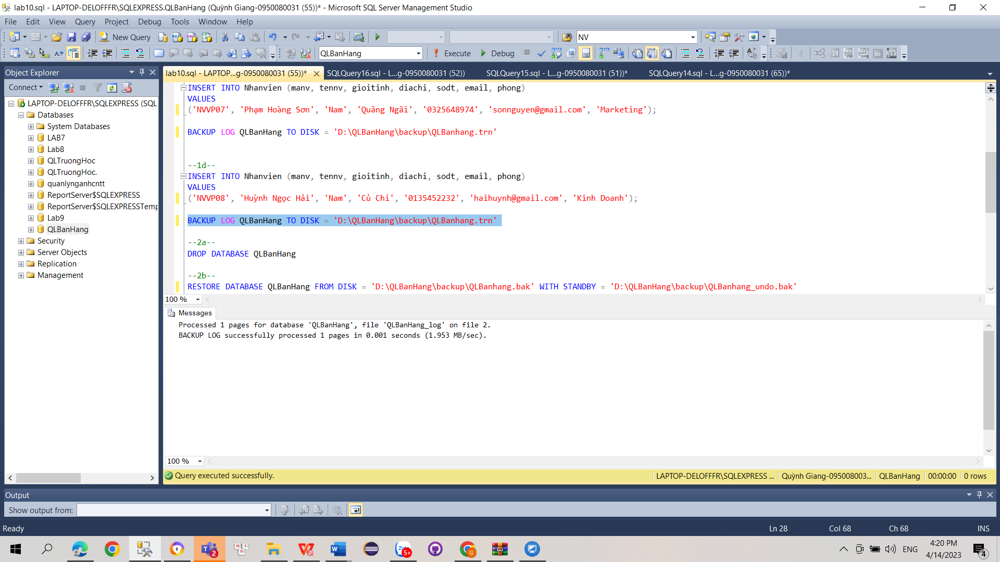 lab10.sql - LAPTOP-DELOFFFR\SQLEXPRESS.QLBanHang (Quỳnh Giang-0950080031 (55))* - Microsoft SQL Server Management Studio
File Edit View Query Project Debug Tools Window Help
New Query NV
QLBanHang Execute Debug
Object Explorer
lab10.sql - LAPTOP...g-0950080031 (55))* SQLQuery16.sql - L...g-0950080031 (52)) SQLQuery15.sql - L...g-0950080031 (51))* SQLQuery14.sql - L...g-0950080031 (65))*
Connect
LAPTOP-DELOFFFR\SQLEXPRESS (SQL
Databases
System Databases
LAB7
Lab8
QLTruongHoc
QLTruongHoc.
quanlynganhcntt
ReportServer$SQLEXPRESS
ReportServer$SQLEXPRESSTemp
Lab9
QLBanHang
Security
Server Objects
Replication
Management
INSERT INTO Nhanvien (manv, tennv, gioitinh, diachi, sodt, email, phong)
VALUES
('NVVP07', 'Phạm Hoàng Sơn', 'Nam', 'Quãng Ngãi', '0325648974', 'sonnguyen@gmail.com', 'Marketing');
BACKUP LOG QLBanHang TO DISK = 'D:\QLBanHang\backup\QLBanhang.trn'
--1d--
INSERT INTO Nhanvien (manv, tennv, gioitinh, diachi, sodt, email, phong)
VALUES
('NVVP08', 'Huỳnh Ngọc Hải', 'Nam', 'Củ Chi', '0135452232', 'haihuynh@gmail.com', 'Kinh Doanh');
BACKUP LOG QLBanHang TO DISK = 'D:\QLBanHang\backup\QLBanhang.trn'
--2a--
DROP DATABASE QLBanHang
--2b--
RESTORE DATABASE QLBanHang FROM DISK = 'D:\QLBanHang\backup\QLBanhang.bak' WITH STANDBY = 'D:\QLBanHang\backup\QLBanhang_undo.bak'
100 %
Messages
Processed 1 pages for database 'QLBanHang', file 'QLBanHang_log' on file 2.
BACKUP LOG successfully processed 1 pages in 0.001 seconds (1.953 MB/sec).
100 %
Query executed successfully. LAPTOP-DELOFFFR\SQLEXPRESS ... Quỳnh Giang-095008003... QLBanHang 00:00:00 0 rows
Output
Show output from:
Ready Ln 28 Col 68 Ch 68 INS
2
5+
G
ENG
4:20 PM
4/14/2023
4